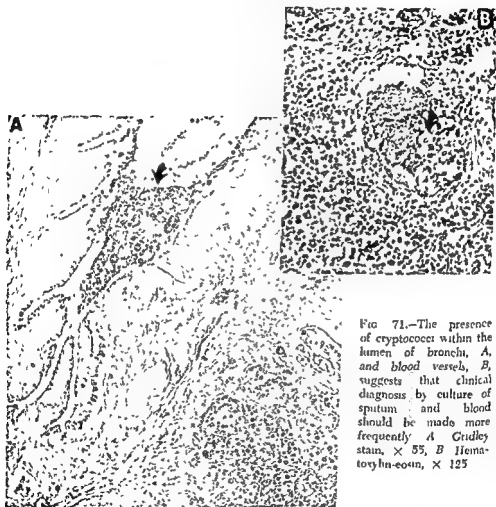 B
A
FIG 71.—The presence
of cryptococci within the
lumen of bronchi, A,
and blood vessels, B,
suggests that clinical
diagnosis by culture of
sputum and blood
should be made more
frequently A Gridley
stain, × 55, B Hema-
toxylin-eosin, × 125